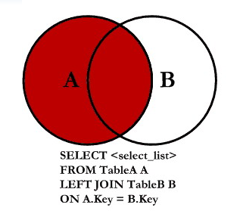 A B
SELECT <select_list>
FROM TableA A
LEFT JOIN TableB B
ON A.Key = B.Key